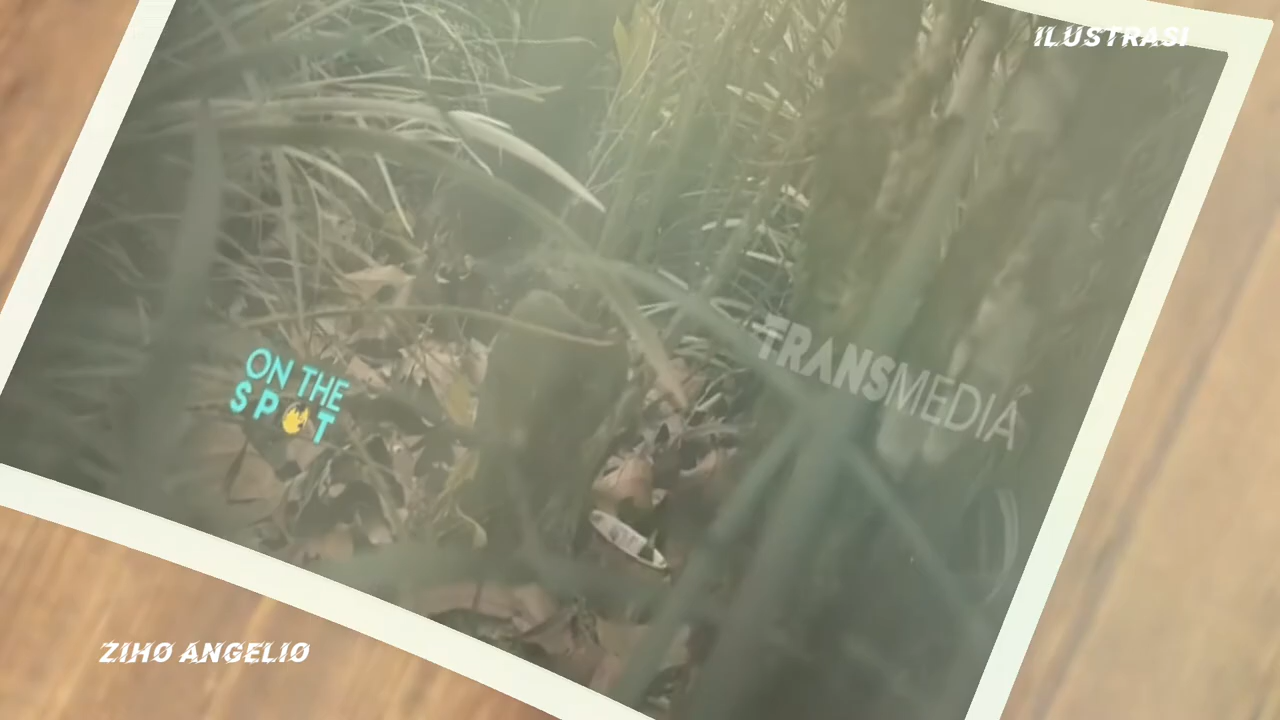 ILUSTRASI
ON THE
SPOT
TRANSMEDIA
ZIHO ANGELIO